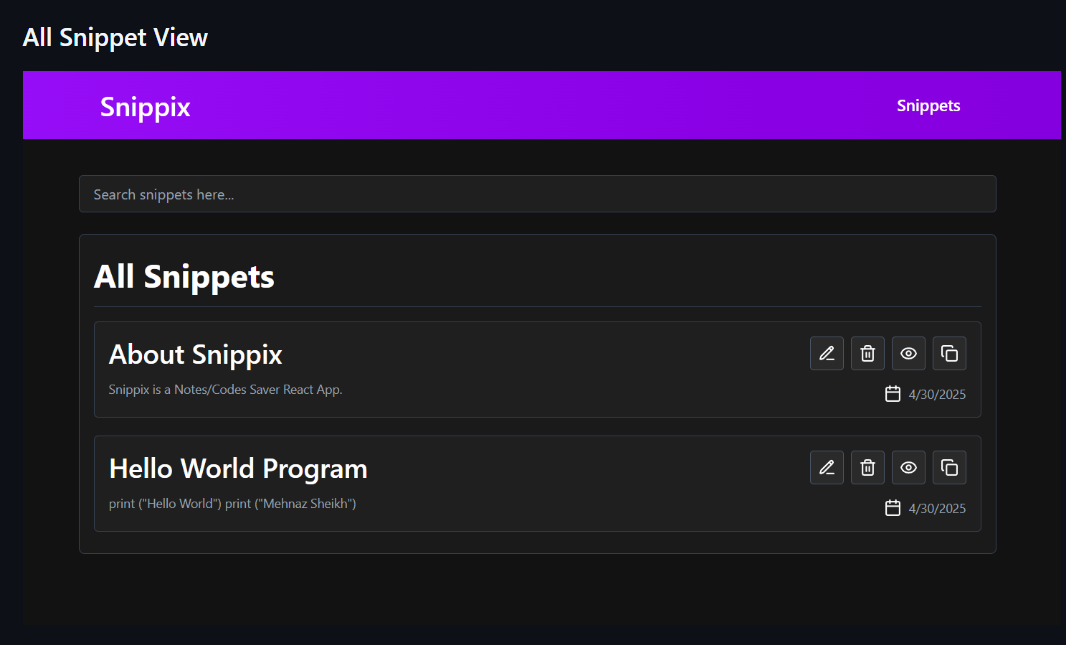 All Snippet View
Snippix
Snippets
Search snippets here...
All Snippets
About Snippix
Snippix is a Notes/Codes Saver React App.
4/30/2025
Hello World Program
print ("Hello World") print ("Mehnaz Sheikh")
4/30/2025